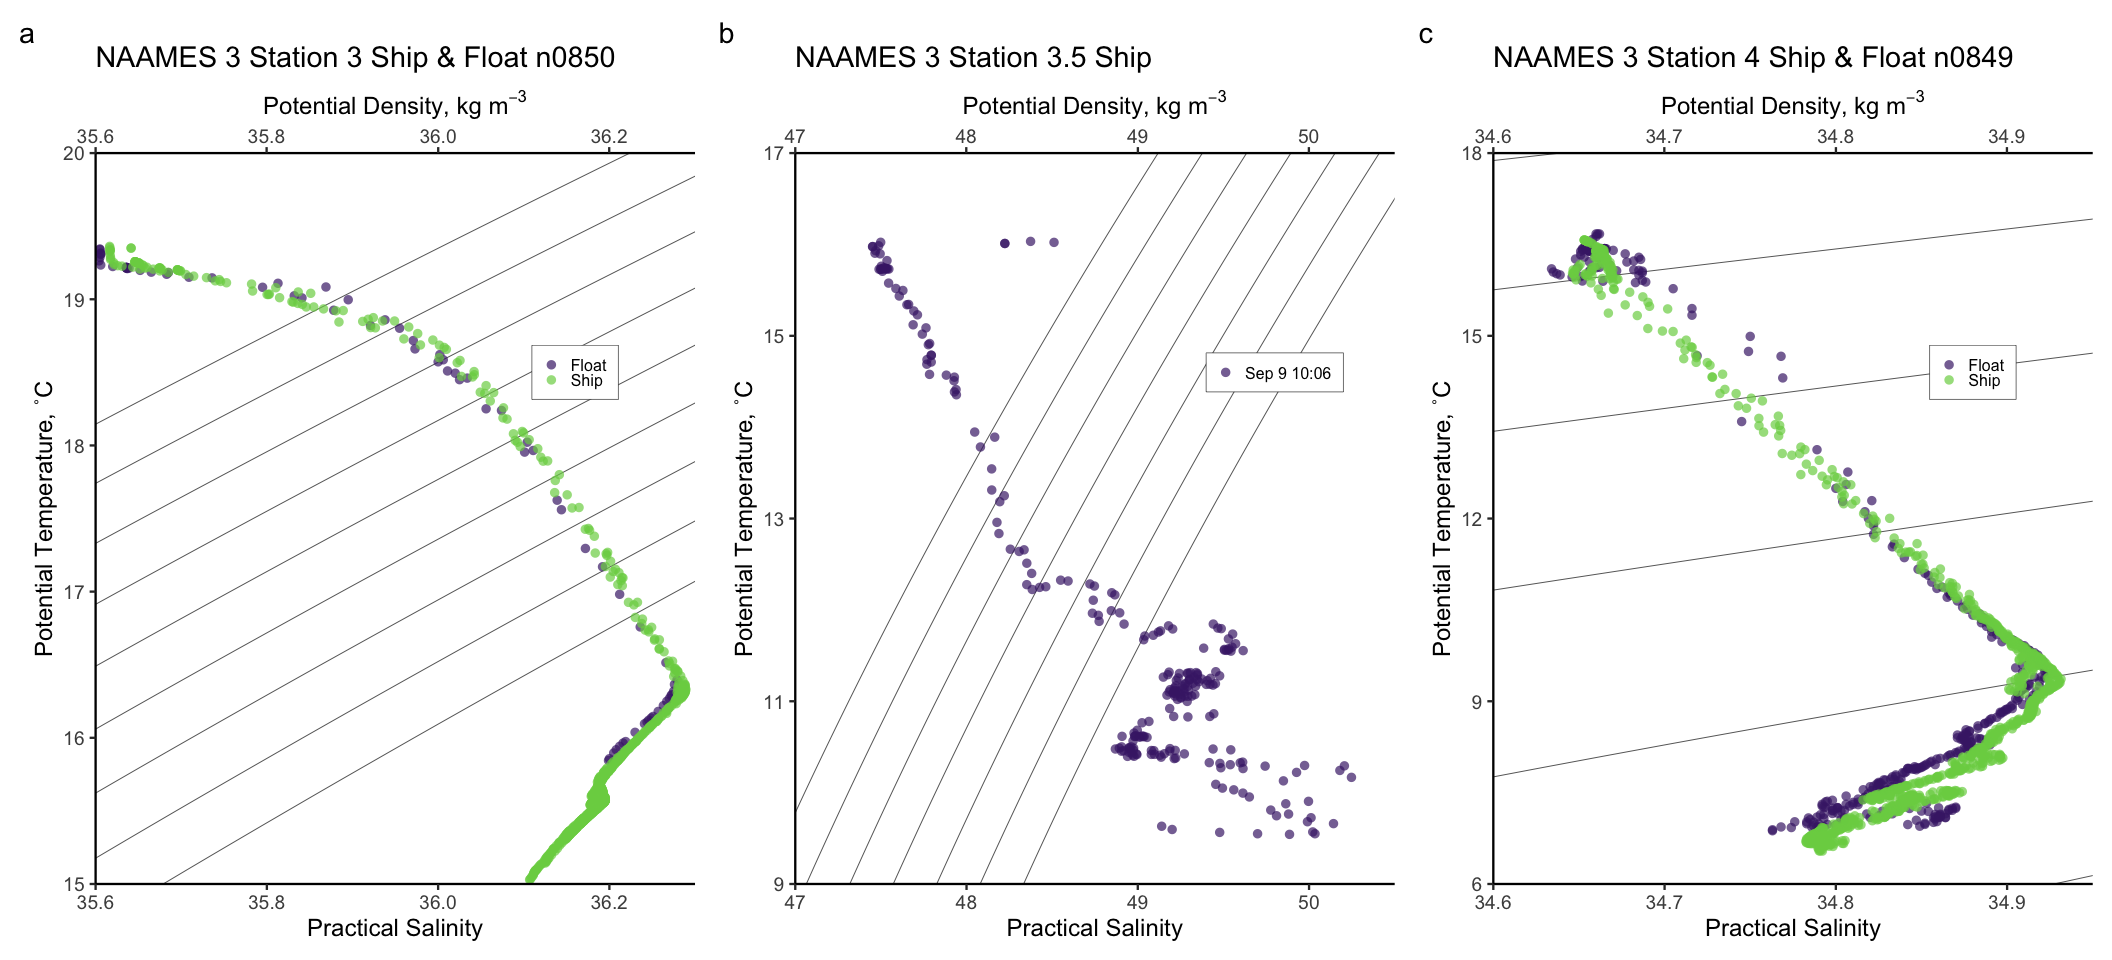 a
NAAMES 3 Station 3 Ship & Float n0850
Potential Density, kg m−3
35.6 35.8 36.0 36.2
20
19
18
17
16
15
Potential Temperature, °C
Float
Ship
35.6 35.8 36.0 36.2
Practical Salinity
b
NAAMES 3 Station 3.5 Ship
Potential Density, kg m−3
47 48 49 50
17
15
13
11
9
Potential Temperature, °C
Sep 9 10:06
47 48 49 50
Practical Salinity
c
NAAMES 3 Station 4 Ship & Float n0849
Potential Density, kg m−3
34.6 34.7 34.8 34.9
18
15
12
9
6
Potential Temperature, °C
Float
Ship
34.6 34.7 34.8 34.9
Practical Salinity